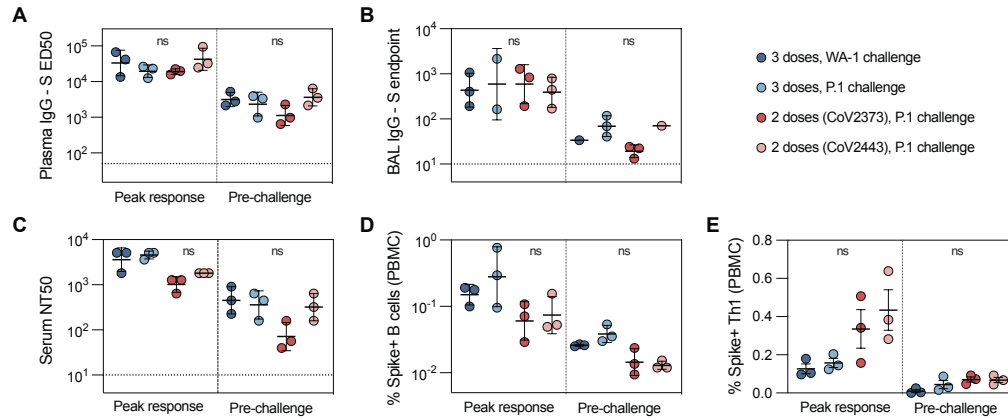 A
Plasma IgG - S ED50
10^5
10^4
10^3
10^2
ns
ns
Peak response
Pre-challenge
B
BAL IgG - S endpoint
10^4
10^3
10^2
10^1
ns
ns
3 doses, WA-1 challenge
3 doses, P.1 challenge
2 doses (CoV2373), P.1 challenge
2 doses (CoV2443), P.1 challenge
C
Serum NT50
10^4
10^3
10^2
10^1
ns
ns
Peak response
Pre-challenge
D
% Spike+ B cells (PBMC)
10^0
10^-1
10^-2
ns
ns
Peak response
Pre-challenge
E
% Spike+ Th1 (PBMC)
0.8
0.6
0.4
0.2
0.0
ns
ns
Peak response
Pre-challenge